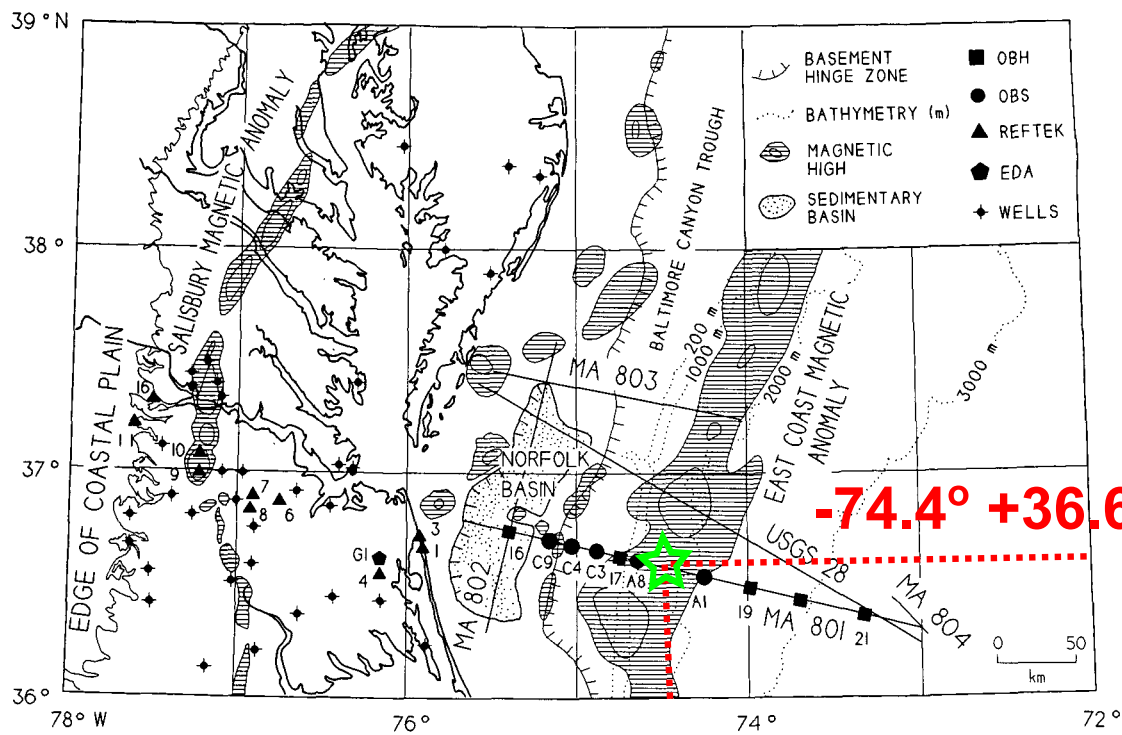 39° N
BASEMENT
HINGE ZONE
BATHYMETRY (m)
MAGNETIC
HIGH
SEDIMENTARY
BASIN
OBH
OBS
REFTEK
EDA
WELLS
SALISBURY MAGNETIC ANOMALY
BALTIMORE CANYON TROUGH
38°
200 m
1000 m
2000 m
3000 m
EAST COAST MAGNETIC
ANOMALY
EDGE OF COASTAL PLAIN
MA 803
16
11
10
9
37°
NORFOLK
BASIN
7
8
6
3
1
G1
4
-74.4° +36.6
USGS 28
MA 804
MA 802
16
C9
C4
C3
17
A8
A1
19
MA 801
21
0
50
km
36°
78° W
76°
74°
72°